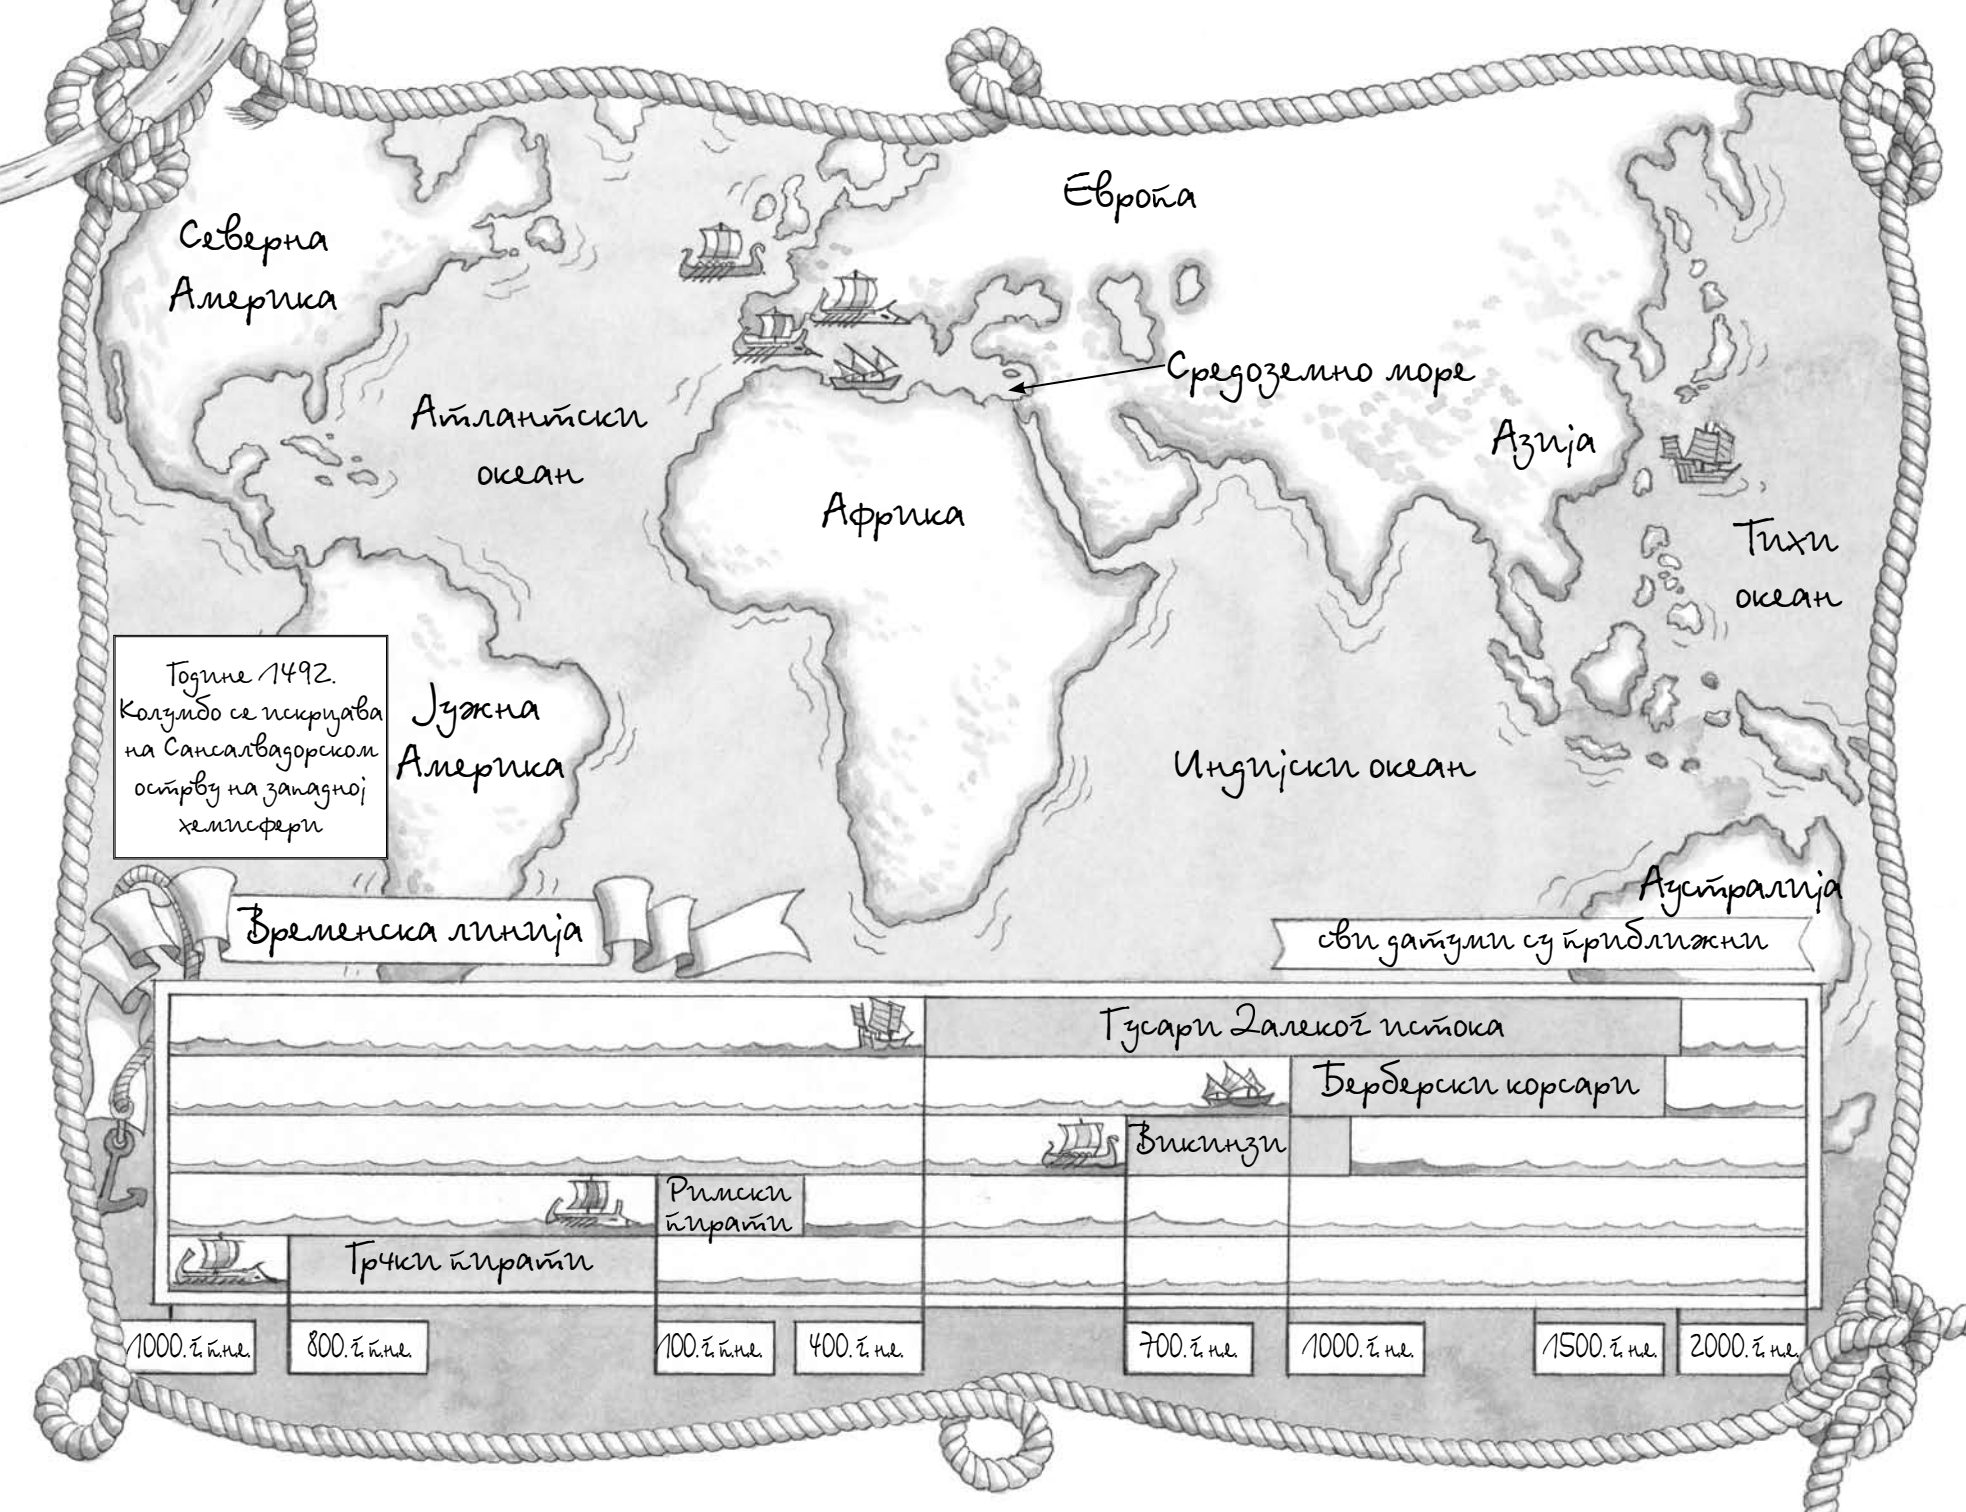 Европа
Северна
Америка
Средоземно море
Атлантски
океан
Азија
Африка
Тихи
океан
Године 1492.
Колумбо се искрцава
на Сансалвадорском
острву на западној
хемисфери
Јужна
Америка
Индијски океан
Аустралија
Временска линија
сви датуми су приближни
Гусари Далеког истока
Берберски корсари
Викинзи
Римски
пирати
Грчки пирати
1000. г. п.н.е.
800. г. п.н.е.
100. г. п.н.е.
400. г. н.е.
700. г. н.е.
1000. г. н.е.
1500. г. н.е.
2000. г. н.е.